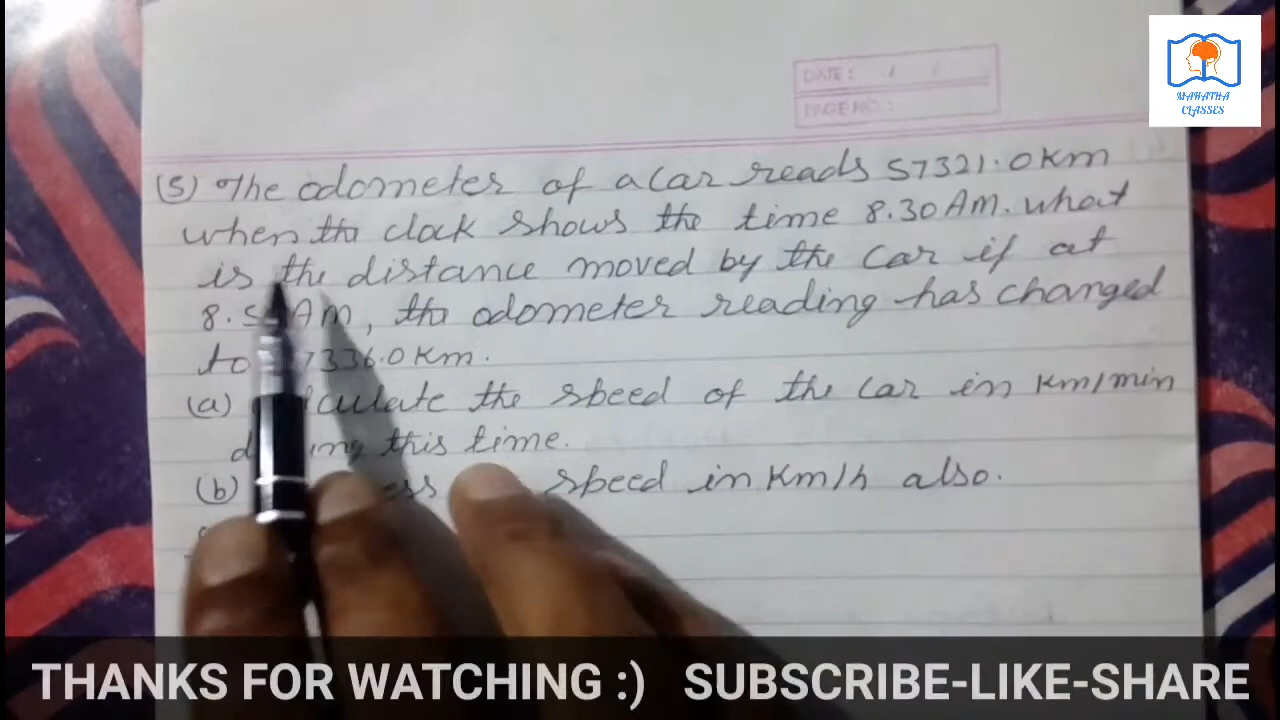 MAHATHA
CLASSES
DATE: / /
PAGE NO.:
(5) The odometer of a car reads 57321.0 Km
when the clock shows the time 8.30 AM. what
is the distance moved by the car if at
8. AM, the odometer reading has changed
to 7336.0 Km.
(a) the speed of the car in Km/min
this time.
(b) speed in Km/h also.
THANKS FOR WATCHING :) SUBSCRIBE-LIKE-SHARE